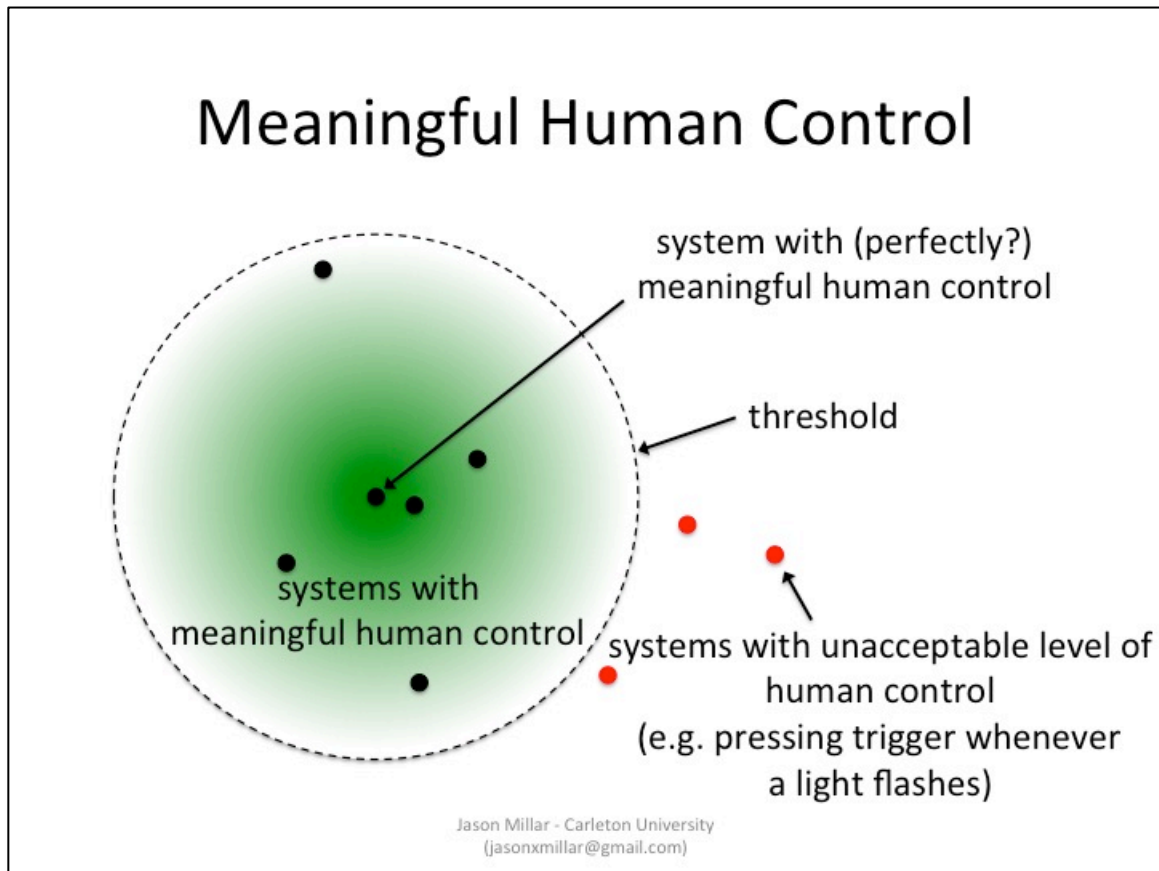 Meaningful Human Control
system with (perfectly?)
meaningful human control
threshold
systems with
meaningful human control
systems with unacceptable level of
human control
(e.g. pressing trigger whenever
a light flashes)
Jason Millar - Carleton University
(jasonxmillar@gmail.com)